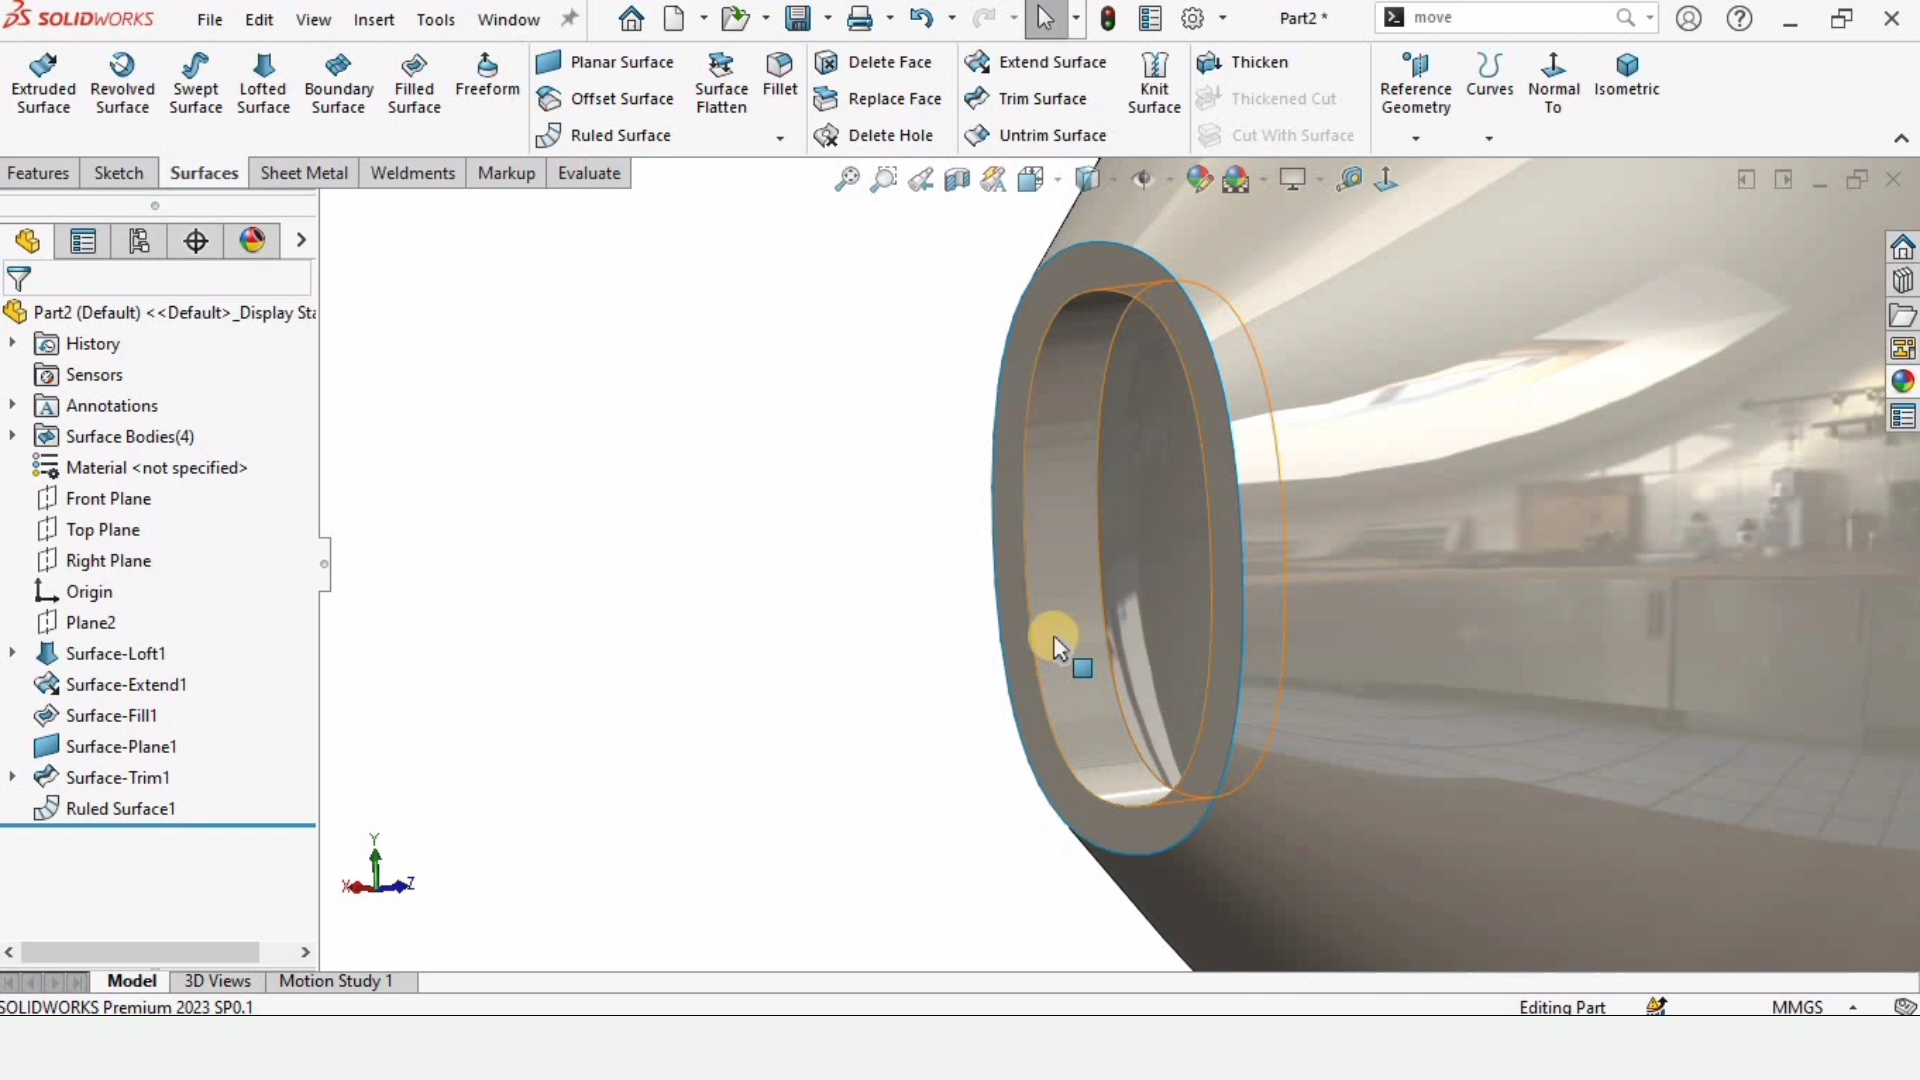 SOLIDWORKS File Edit View Insert Tools Window Part2 * move
Extruded Surface
Revolved Surface
Swept Surface
Lofted Surface
Boundary Surface
Filled Surface
Freeform
Planar Surface
Offset Surface
Ruled Surface
Surface Flatten
Fillet
Delete Face
Replace Face
Delete Hole
Extend Surface
Trim Surface
Untrim Surface
Knit Surface
Thicken
Thickened Cut
Cut With Surface
Reference Geometry
Curves
Normal To
Isometric
Features Sketch Surfaces Sheet Metal Weldments Markup Evaluate
Part2 (Default) <<Default>_Display Sta
History
Sensors
Annotations
Surface Bodies(4)
Material <not specified>
Front Plane
Top Plane
Right Plane
Origin
Plane2
Surface-Loft1
Surface-Extend1
Surface-Fill1
Surface-Plane1
Surface-Trim1
Ruled Surface1
Y
X Z
Model 3D Views Motion Study 1
SOLIDWORKS Premium 2023 SP0.1 Editing Part MMGS